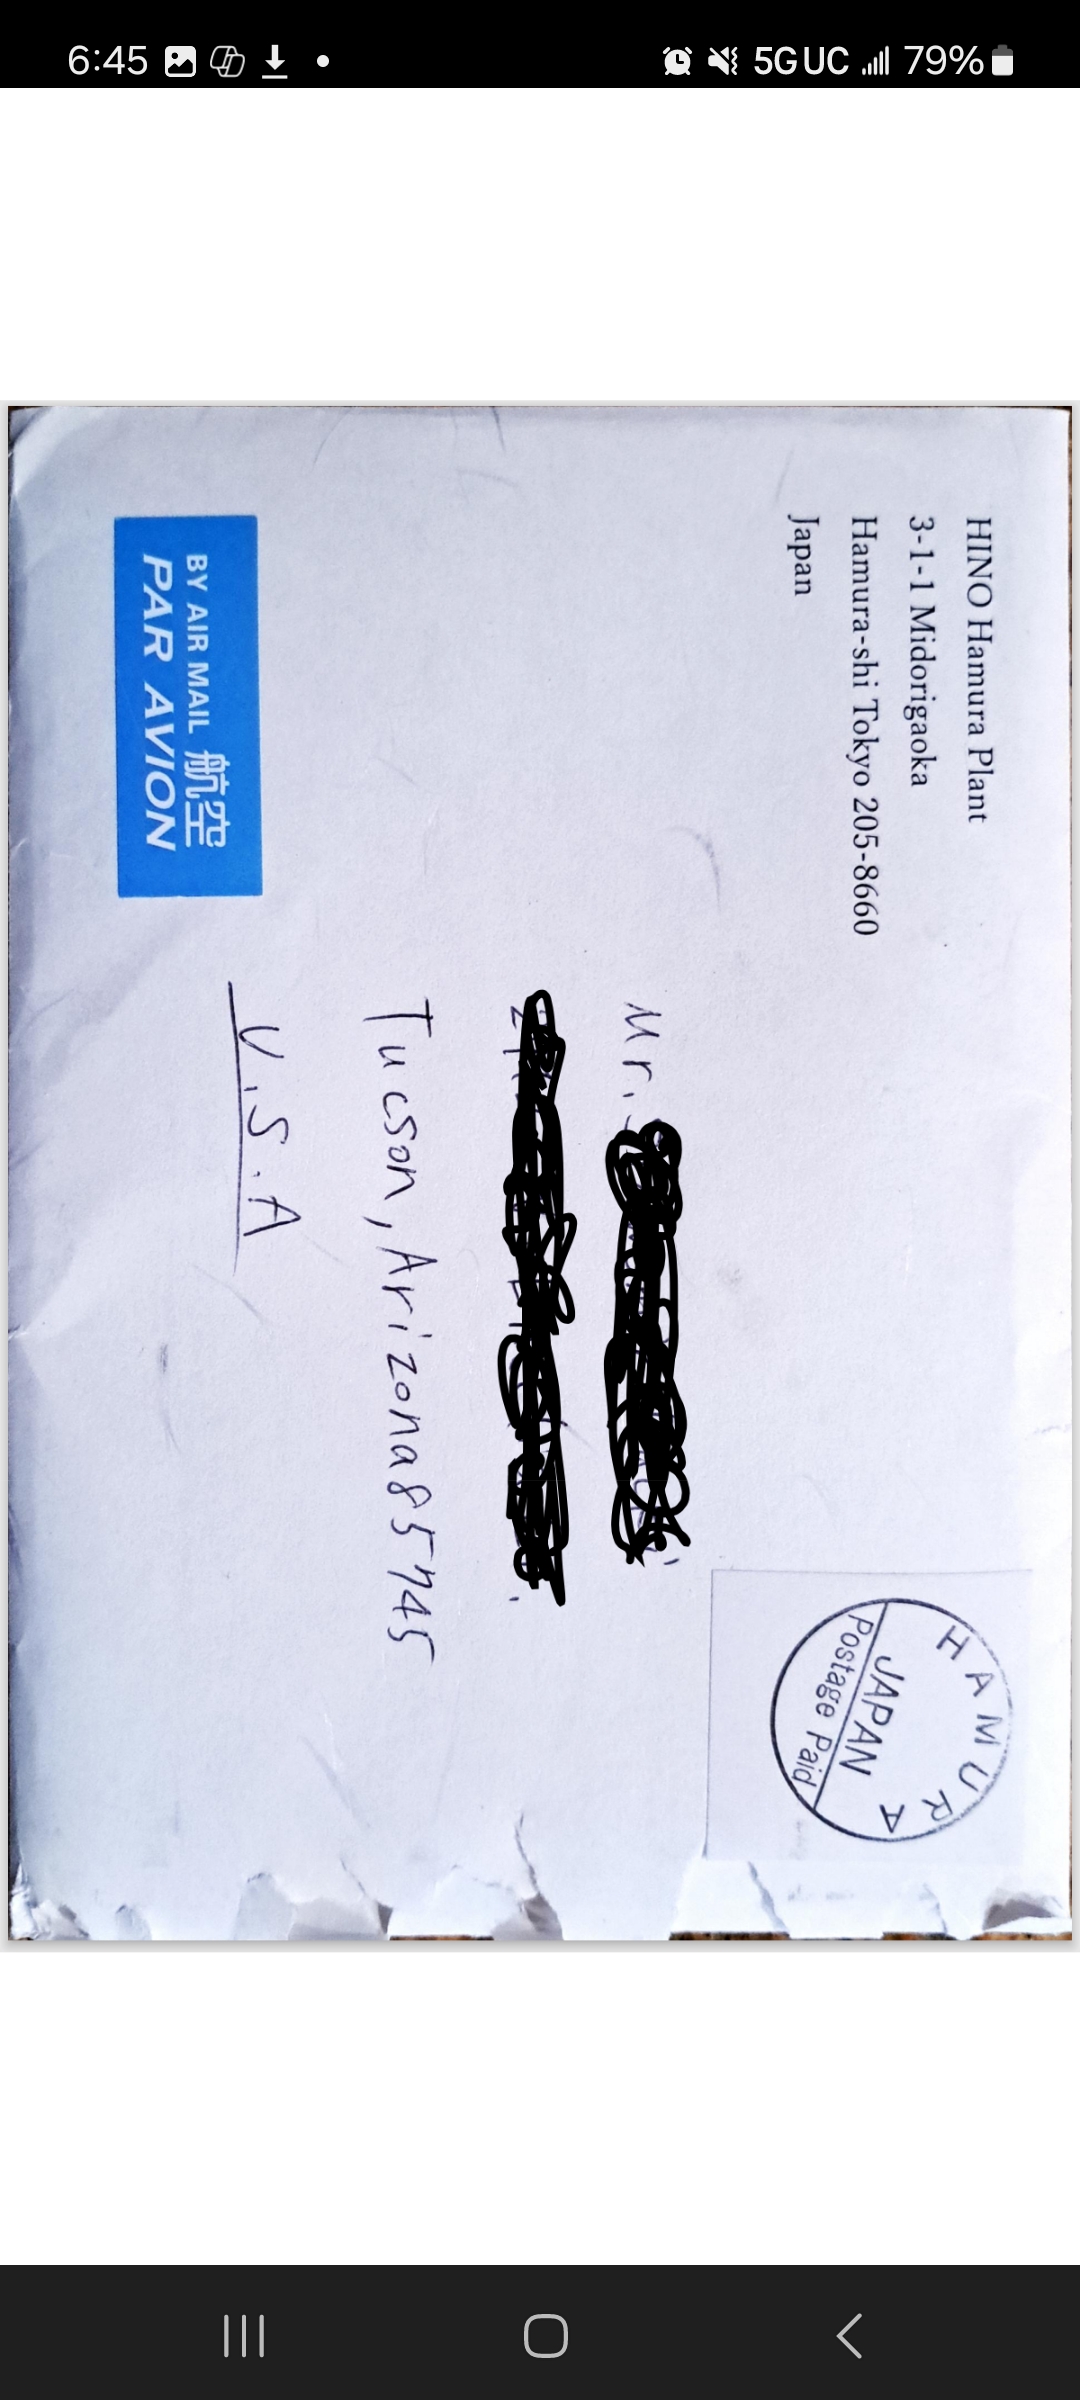 6:45
5G UC 79%
HINO Hamura Plant
3-1-1 Midorigaoka
Hamura-shi Tokyo 205-8660
Japan
HAMURA
JAPAN
Postage Paid
Mr.
Tucson, Arizona 85745
U.S.A
BY AIR MAIL 航空
PAR AVION